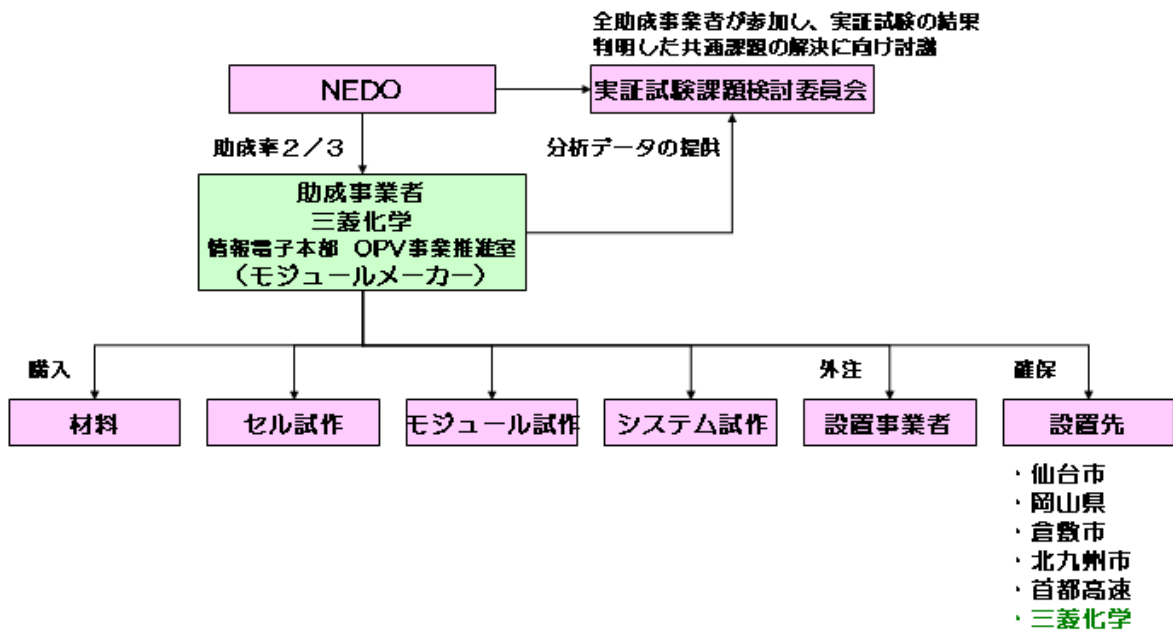 全助成事業者が参加し、実証試験の結果
判明した共通課題の解決に向け討議
NEDO
実証試験課題検討委員会
助成率2/3
分析データの提供
助成事業者
三菱化学
情報電子本部 OPV事業推進室
(モジュールメーカー)
購入
外注
確保
材料
セル試作
モジュール試作
システム試作
設置事業者
設置先
・仙台市
・岡山県
・倉敷市
・北九州市
・首都高速
・三菱化学